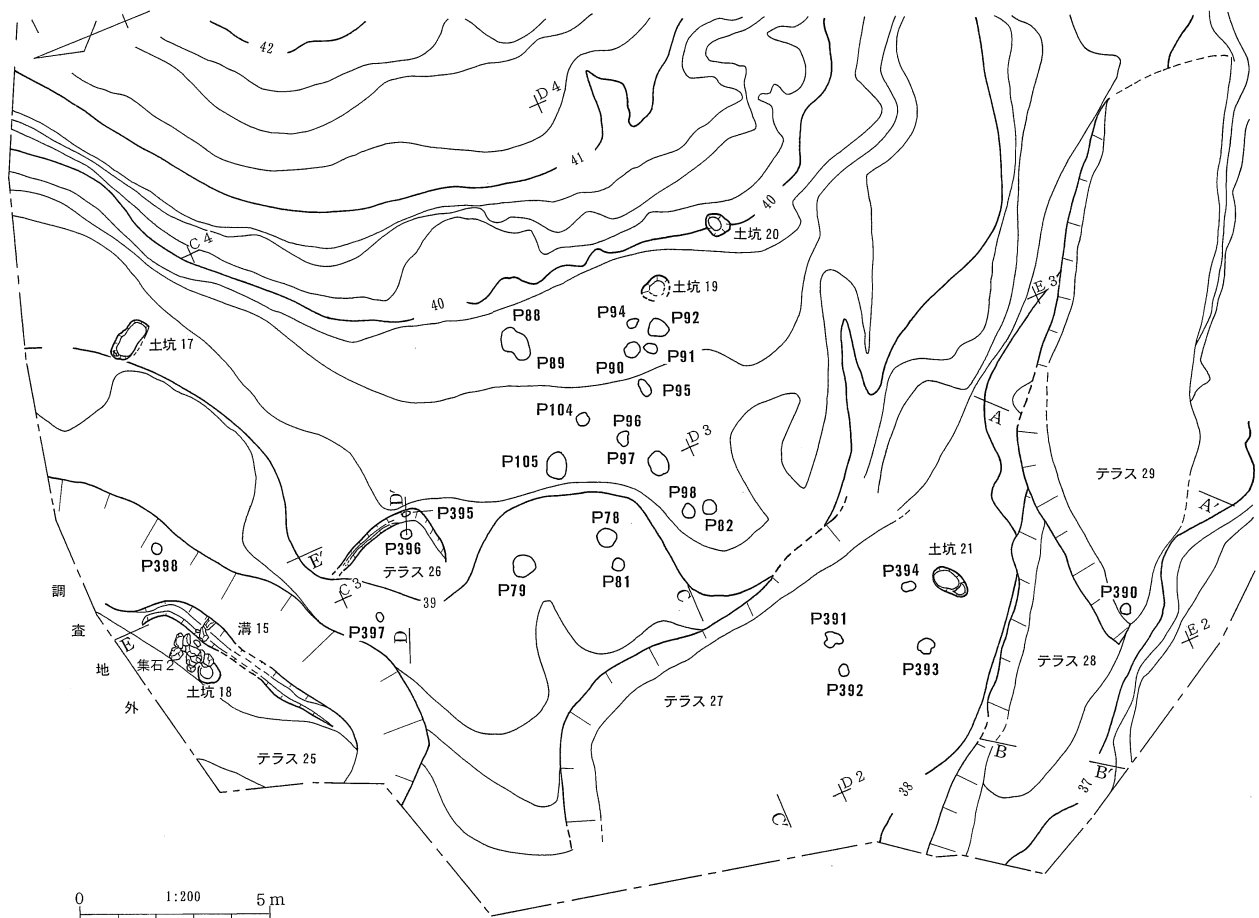 42
D4
41
40
土坑 20
C4
土坑 19
E3
40
P94
P92
P88
土坑 17
P89
P90
P91
P95
A
P104
P96
D3
P97
P105
テラス 29
D'
P98
P82
A'
P395
P78
P396
E'
テラス 26
土坑 21
P398
P394
調査地外
C3
39
P79
P81
C
P390
P391
溝 15
P397
D
E
E2
集石 2
P393
テラス 28
土坑 18
P392
テラス 27
テラス 25
B
B'
D2
38
37
C'
0
1:200
5m